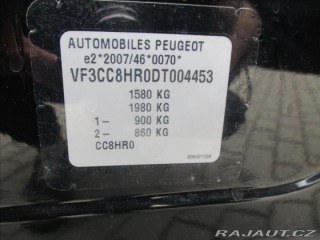 AUTOMOBILES PEUGEOT
e2*2007/46*0070*
VF3CC8HR0DT004453
1580 KG
1980 KG
1- 900 KG
2- 860 KG
CC8HR0
RAJAUT.CZ